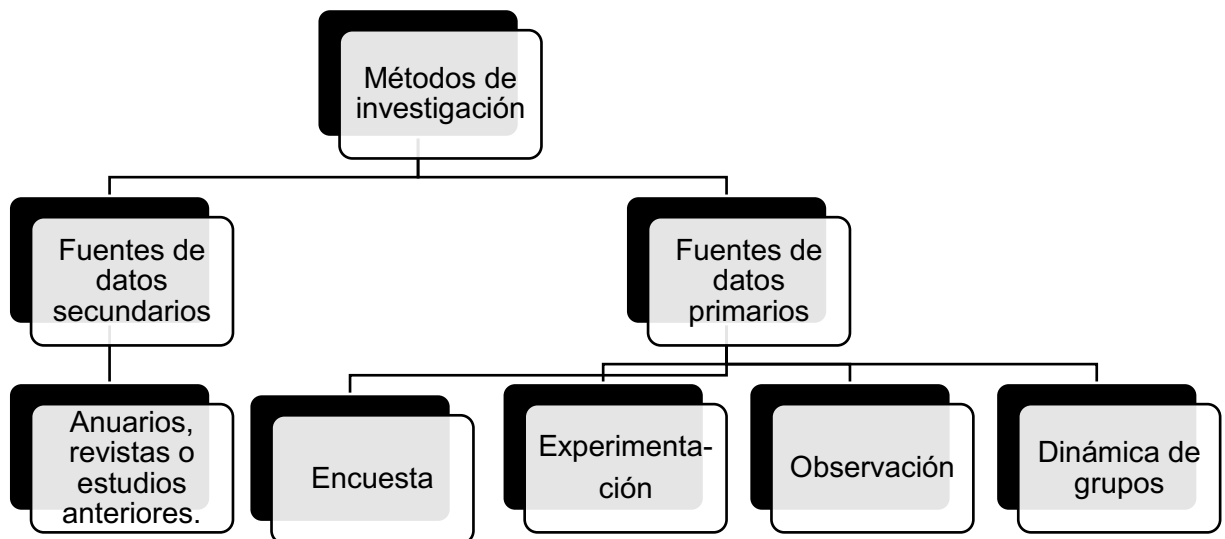 Métodos de
investigación
Fuentes de
datos
secundarios
Fuentes de
datos
primarios
Anuarios,
revistas o
estudios
anteriores.
Encuesta
Experimenta-
ción
Observación
Dinámica de
grupos